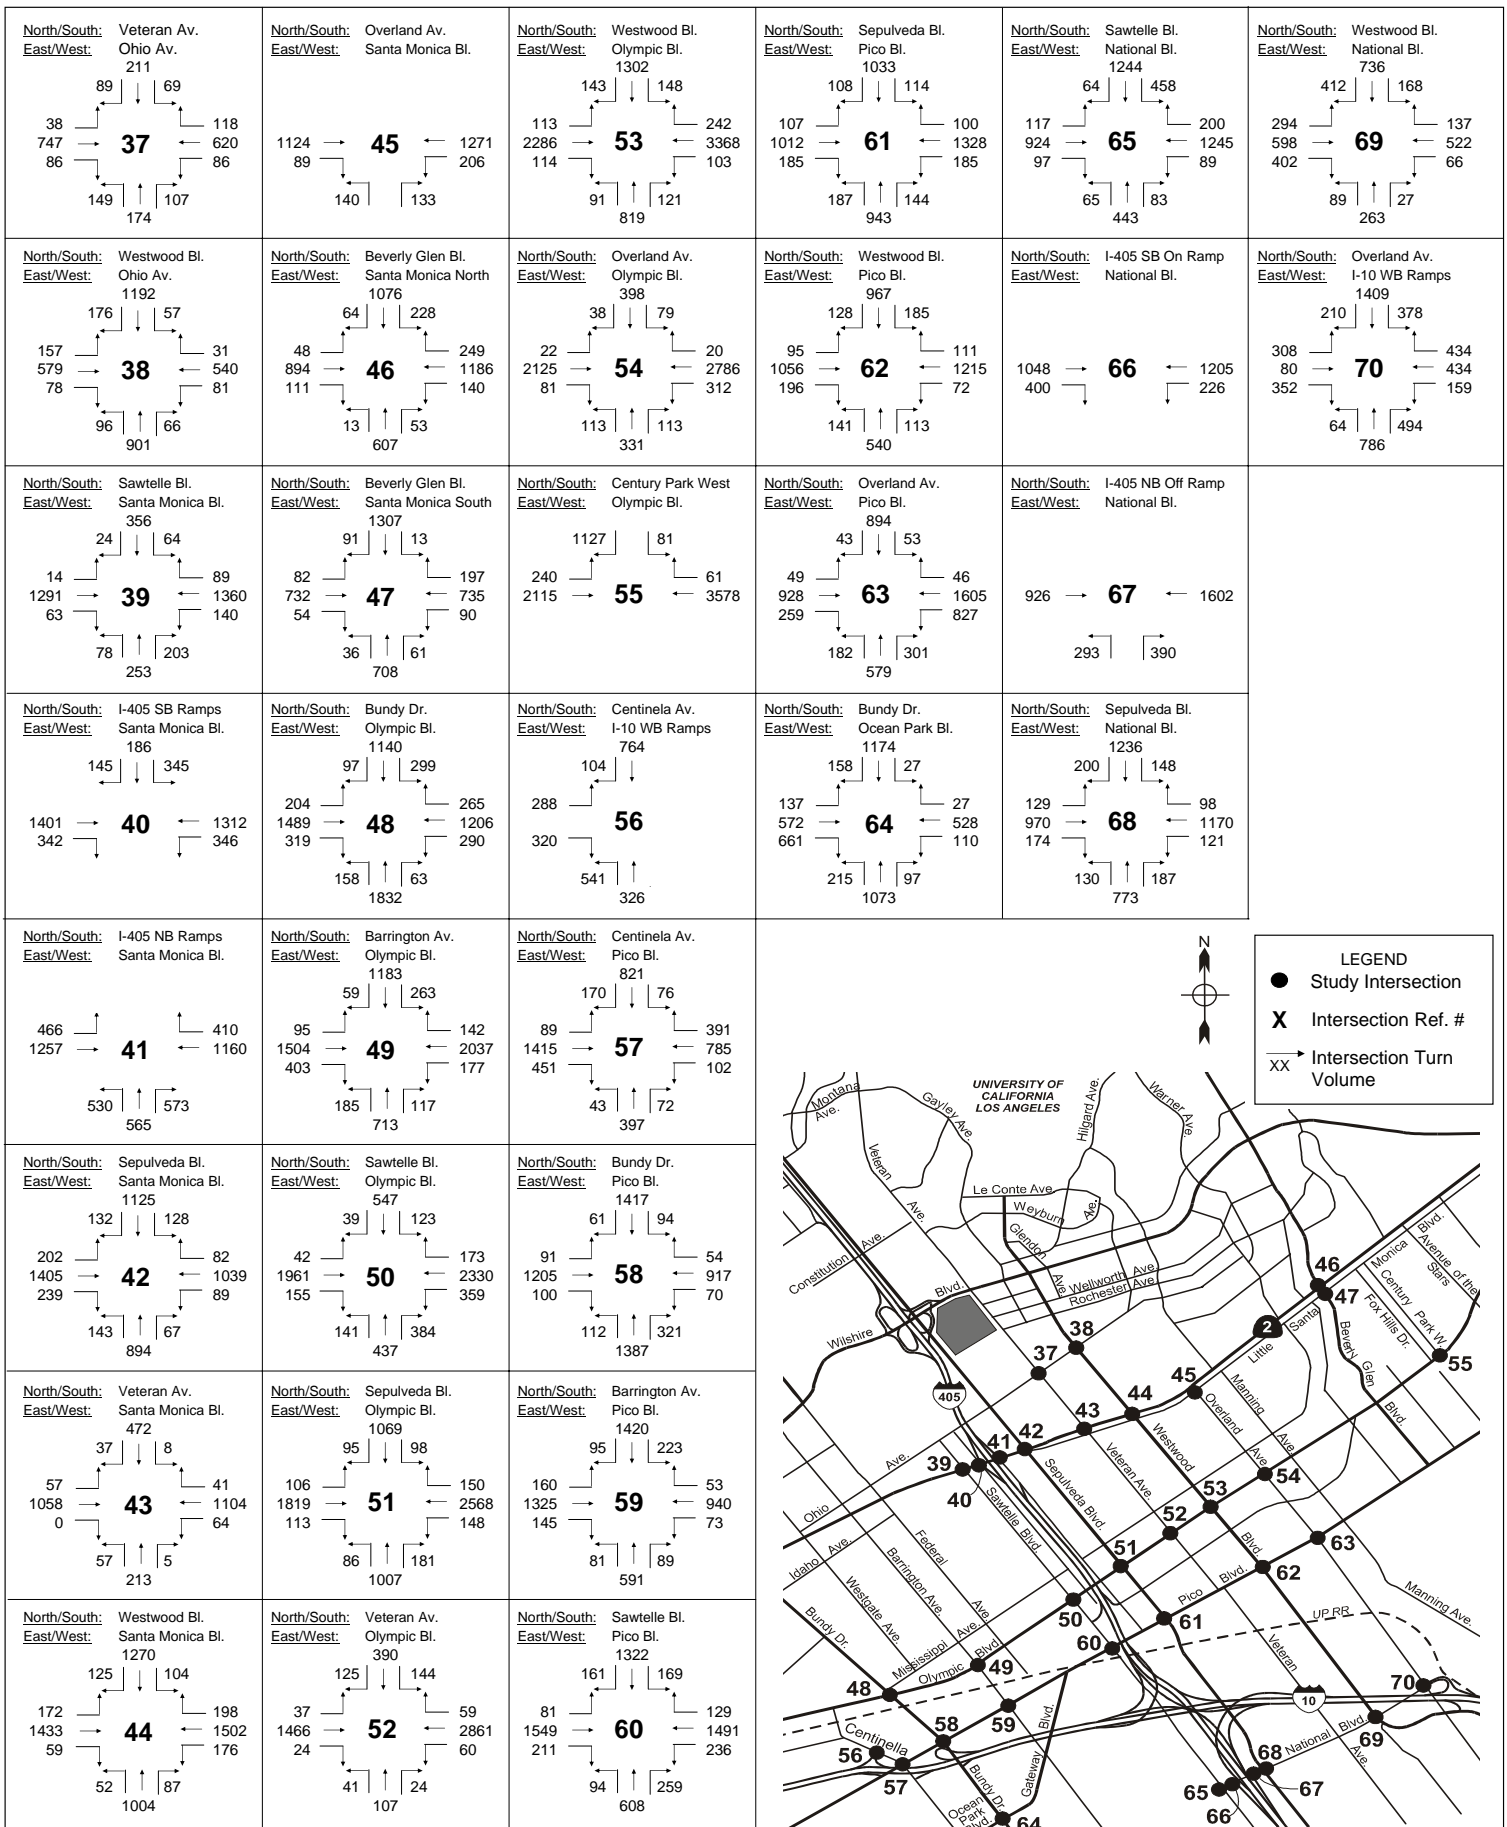 North/South: Veteran Av.
East/West: Ohio Av.
211
89 69
38 118
747 37 620
86 86
149 107
174
North/South: Overland Av.
East/West: Santa Monica Bl.
1124 45 1271
89 206
140 133
North/South: Westwood Bl.
East/West: Olympic Bl.
1302
143 148
113 242
2286 53 3368
114 103
91 121
819
North/South: Sepulveda Bl.
East/West: Pico Bl.
1033
108 114
107 100
1012 61 1328
185 185
187 144
943
North/South: Sawtelle Bl.
East/West: National Bl.
1244
64 458
117 200
924 65 1245
97 89
65 83
443
North/South: Westwood Bl.
East/West: National Bl.
736
412 168
294 137
598 69 522
402 66
89 27
263
North/South: Westwood Bl.
East/West: Ohio Av.
1192
176 57
157 31
579 38 540
78 81
96 66
901
North/South: Beverly Glen Bl.
East/West: Santa Monica North
1076
64 228
48 249
894 46 1186
111 140
13 53
607
North/South: Overland Av.
East/West: Olympic Bl.
398
38 79
22 20
2125 54 2786
81 312
113 113
331
North/South: Westwood Bl.
East/West: Pico Bl.
967
128 185
95 111
1056 62 1215
196 72
141 113
540
North/South: I-405 SB On Ramp
East/West: National Bl.
1048 66 1205
400 226
North/South: Overland Av.
East/West: I-10 WB Ramps
1409
210 378
308 434
80 70 434
352 159
64 494
786
North/South: Sawtelle Bl.
East/West: Santa Monica Bl.
356
24 64
14 89
1291 39 1360
63 140
78 203
253
North/South: Beverly Glen Bl.
East/West: Santa Monica South
1307
91 13
82 197
732 47 735
54 90
36 61
708
North/South: Century Park West
East/West: Olympic Bl.
1127 81
240 61
2115 55 3578
North/South: Overland Av.
East/West: Pico Bl.
894
43 53
49 46
928 63 1605
259 827
182 301
579
North/South: I-405 NB Off Ramp
East/West: National Bl.
926 67 1602
293 390
North/South: I-405 SB Ramps
East/West: Santa Monica Bl.
186
145 345
1401 40 1312
342 346
North/South: Bundy Dr.
East/West: Olympic Bl.
1140
97 299
204 265
1489 48 1206
319 290
158 63
1832
North/South: Centinela Av.
East/West: I-10 WB Ramps
764
104
288
56
320
541
326
North/South: Bundy Dr.
East/West: Ocean Park Bl.
1174
158 27
137 27
572 64 528
661 110
215 97
1073
North/South: Sepulveda Bl.
East/West: National Bl.
1236
200 148
129 98
970 68 1170
174 121
130 187
773
North/South: I-405 NB Ramps
East/West: Santa Monica Bl.
466 410
1257 41 1160
530 573
565
North/South: Barrington Av.
East/West: Olympic Bl.
1183
59 263
95 142
1504 49 2037
403 177
185 117
713
North/South: Centinela Av.
East/West: Pico Bl.
821
170 76
89 391
1415 57 785
451 102
43 72
397
North/South: Sepulveda Bl.
East/West: Santa Monica Bl.
1125
132 128
202 82
1405 42 1039
239 89
143 67
894
North/South: Sawtelle Bl.
East/West: Olympic Bl.
547
39 123
42 173
1961 50 2330
155 359
141 384
437
North/South: Bundy Dr.
East/West: Pico Bl.
1417
61 94
91 54
1205 58 917
100 70
112 321
1387
North/South: Veteran Av.
East/West: Santa Monica Bl.
472
37 8
57 41
1058 43 1104
0 64
57 5
213
North/South: Sepulveda Bl.
East/West: Olympic Bl.
1069
95 98
106 150
1819 51 2568
113 148
86 181
1007
North/South: Barrington Av.
East/West: Pico Bl.
1420
95 223
160 53
1325 59 940
145 73
81 89
591
North/South: Westwood Bl.
East/West: Santa Monica Bl.
1270
125 104
172 198
1433 44 1502
59 176
52 87
1004
North/South: Veteran Av.
East/West: Olympic Bl.
390
125 144
37 59
1466 52 2861
24 60
41 24
107
North/South: Sawtelle Bl.
East/West: Pico Bl.
1322
161 169
81 129
1549 60 1491
211 236
94 259
608
N
LEGEND
Study Intersection
X Intersection Ref. #
XX Intersection Turn
Volume
UNIVERSITY OF
CALIFORNIA
LOS ANGELES
Montana
Ave.
Gayley Ave.
Hilgard Ave.
Warner Ave.
Veteran
Ave.
Le Conte Ave.
Weyburn
Ave.
Glendon
Ave.
Constitution Ave.
Wellworth Ave.
Rochester Ave.
Wilshire
Blvd.
Monica
Blvd.
Avenue of the
Stars
Century
Park W.
Fox Hills Dr.
Santa
Little
2
Beverly
Glen
Blvd.
46
47
55
38
37
45
44
43
42
41
39
40
405
Overland
Ave.
Manning
Ave.
Westwood
Blvd.
Veteran Ave.
Sepulveda Blvd.
Sawtelle Blvd.
Ohio
Ave.
Idaho Ave.
Federal
Ave.
Barrington Ave.
Westgate Ave.
Bundy Dr.
Mississippi Ave.
Olympic
Blvd.
54
53
52
51
50
63
62
61
60
Pico
Blvd.
UP RR
Manning Ave.
Veteran
Ave.
49
48
59
58
57
56
Centinella
Gateway
Blvd.
10
70
69
National
Blvd.
68
67
66
65
Bundy Dr.
Ocean
Park
Blvd.
64